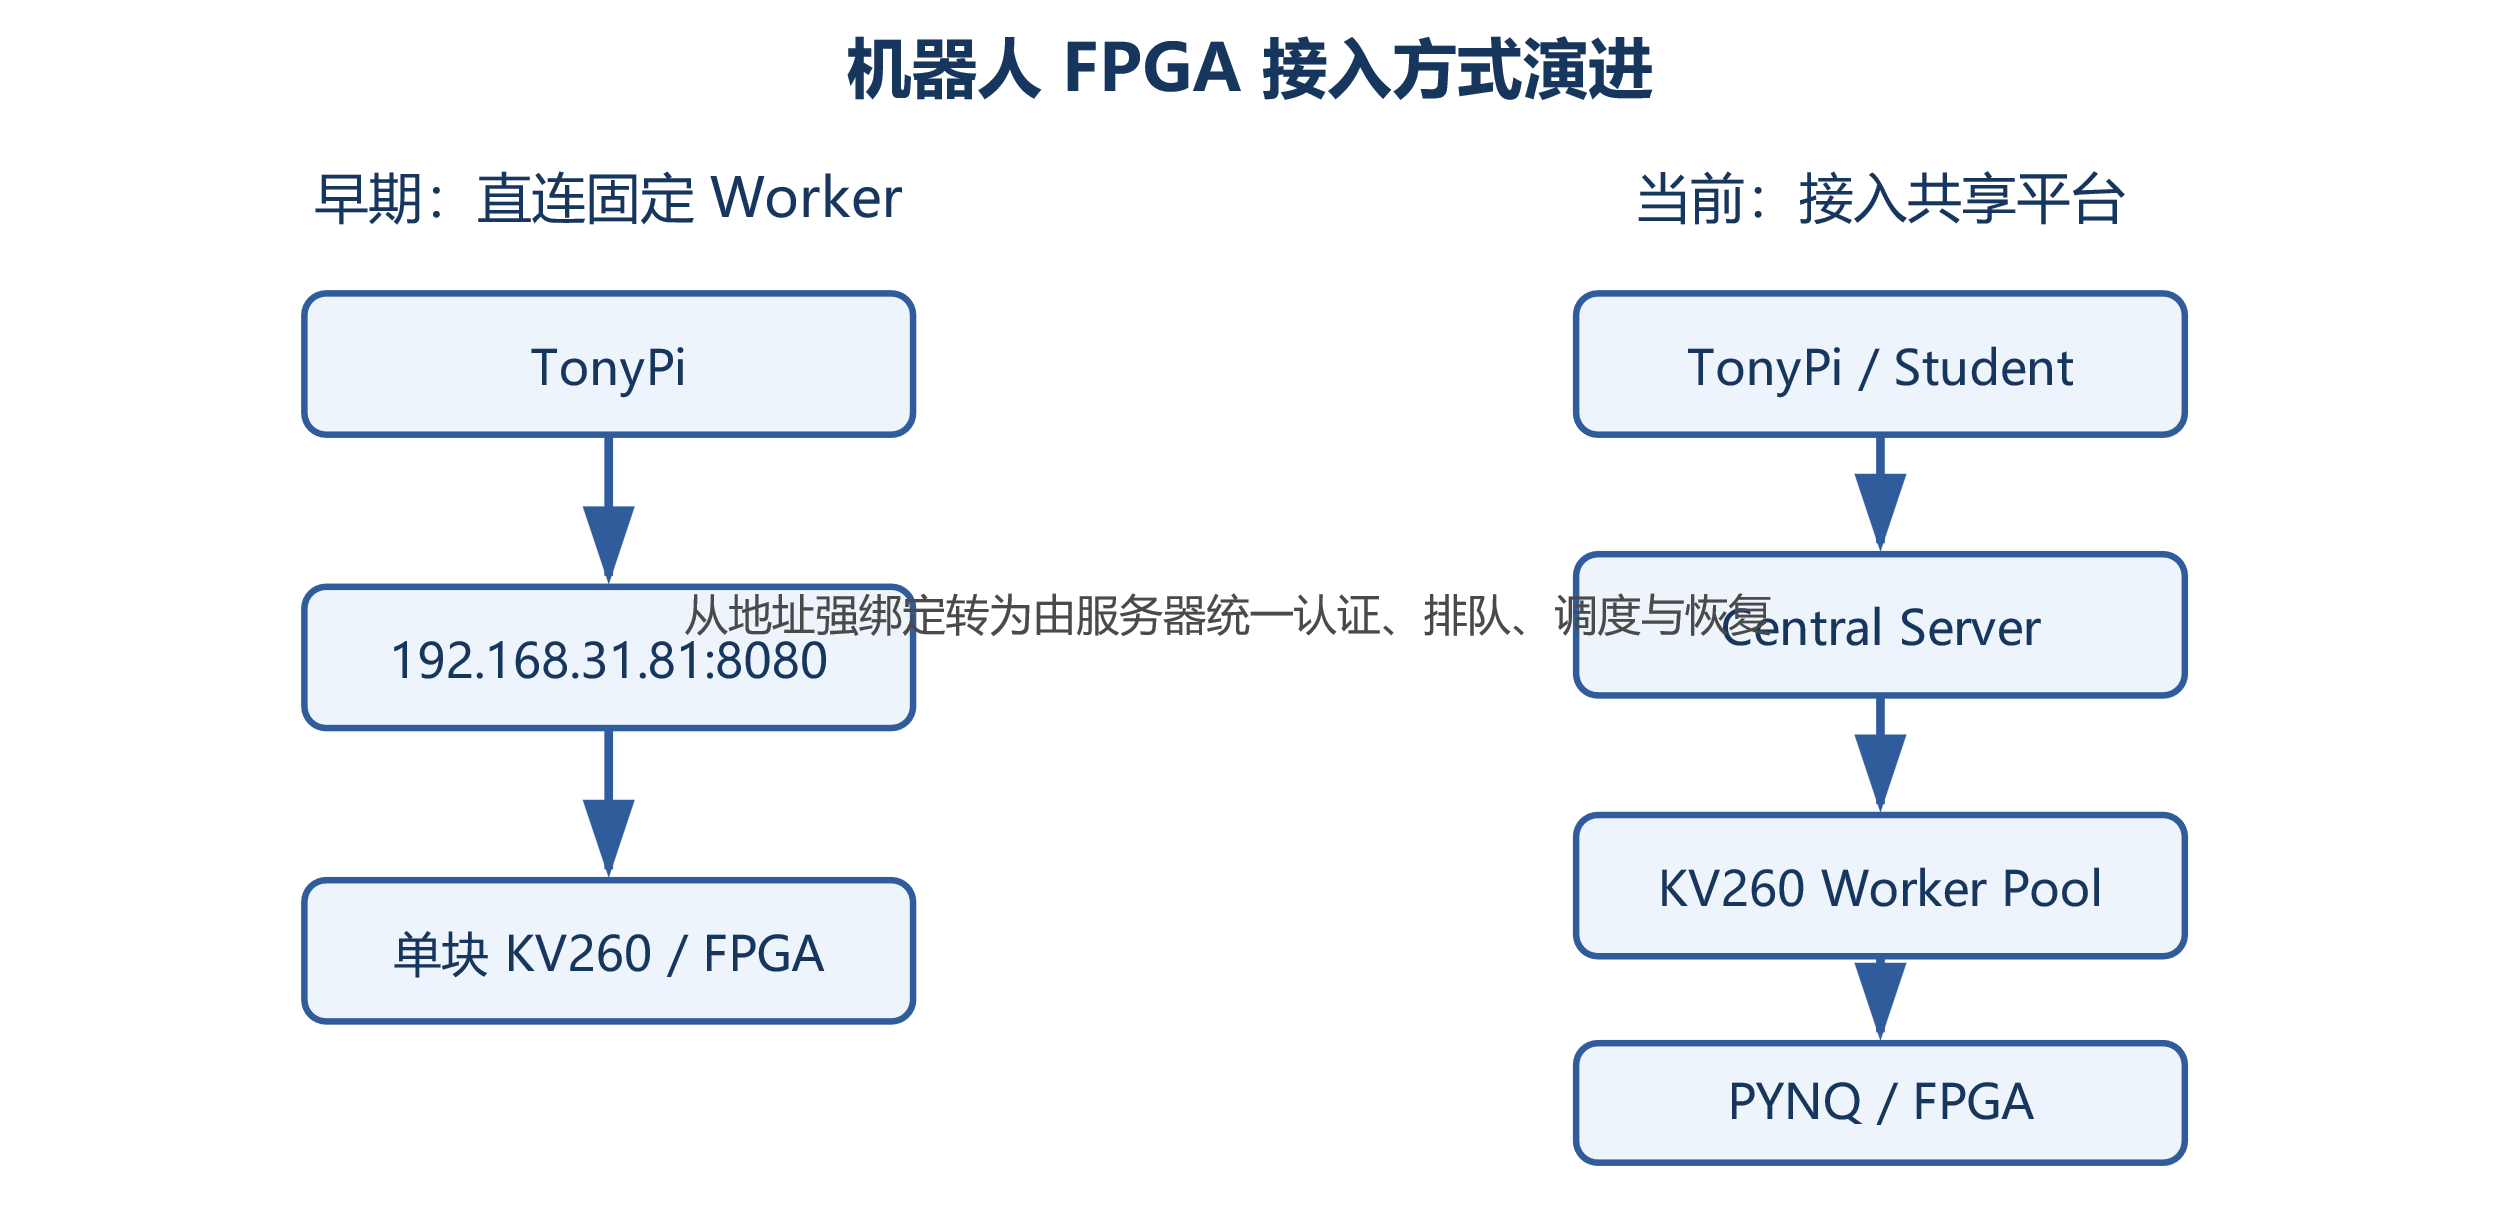 机器人 FPGA 接入方式演进
早期：直连固定 Worker
当前：接入共享平台
TonyPi
TonyPi / Student
从地址强绑定转为由服务器统一认证、排队、调度与恢复
192.168.31.81:8080
Central Server
单块 KV260 / FPGA
KV260 Worker Pool
PYNQ / FPGA